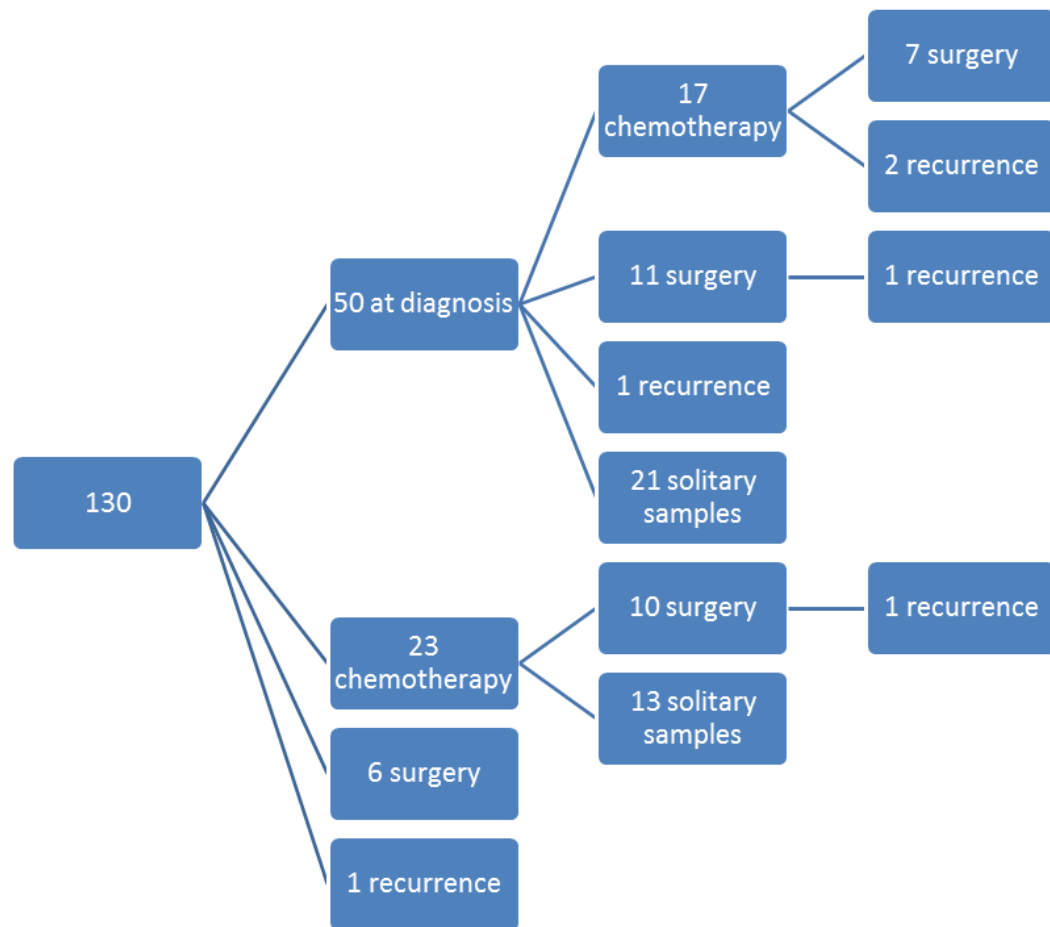 130
50 at diagnosis
17
chemotherapy
7 surgery
2 recurrence
11 surgery
1 recurrence
1 recurrence
21 solitary
samples
23
chemotherapy
10 surgery
1 recurrence
13 solitary
samples
6 surgery
1 recurrence